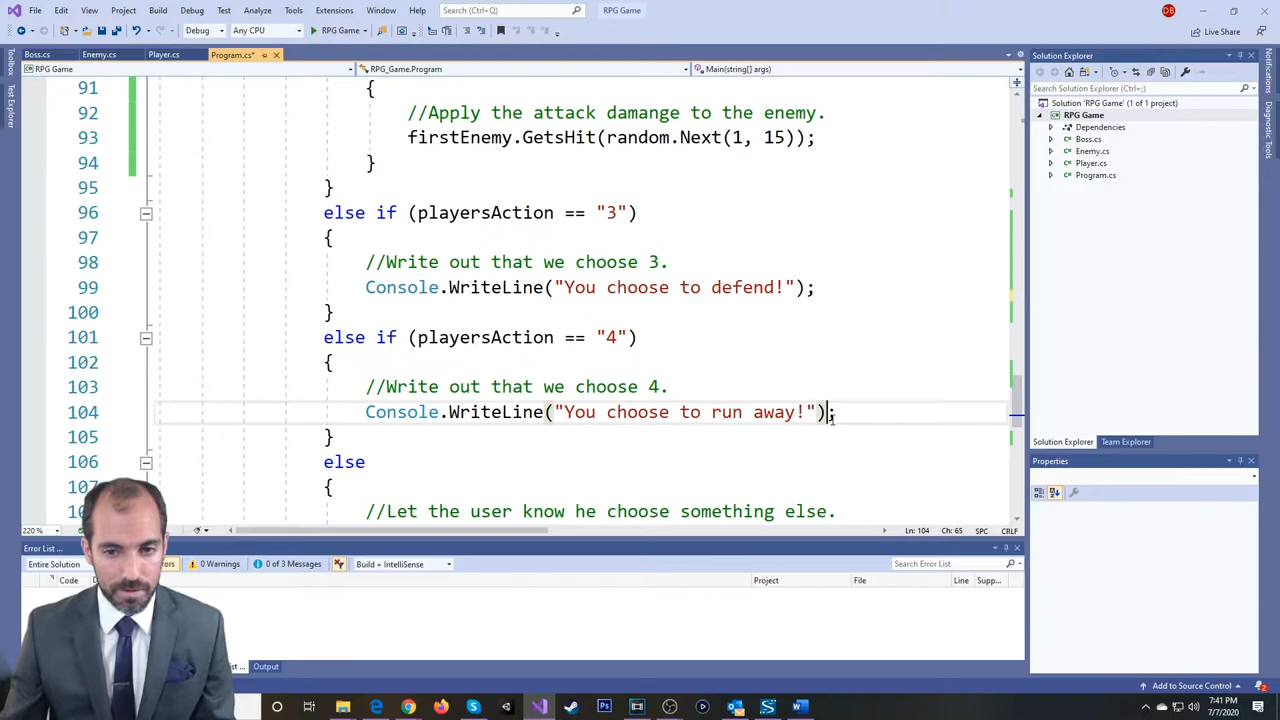 File Edit View Project Build Debug Test Analyze Tools Extensions Window Help Search (Ctrl+Q) RPG Game DB
Debug Any CPU RPG Game Live Share
Boss.cs Enemy.cs Player.cs Program.cs*
RPG Game RPG_Game.Program Main(string[] args)
Toolbox
Test Explorer
91 {
92 //Apply the attack damange to the enemy.
93 firstEnemy.GetsHit(random.Next(1, 15));
94 }
95 }
96 else if (playersAction == "3")
97 {
98 //Write out that we choose 3.
99 Console.WriteLine("You choose to defend!");
100 }
101 else if (playersAction == "4")
102 {
103 //Write out that we choose 4.
104 Console.WriteLine("You choose to run away!");
105 }
106 else
107 {
//Let the user know he choose something else.
220 % Ln: 104 Ch: 65 SPC CRLF
Error List ...
Entire Solution 0 Warnings 0 of 3 Messages Build + IntelliSense Search Error List
Code Project File Line Supp...
Output
Solution Explorer
Search Solution Explorer (Ctrl+;)
Solution 'RPG Game' (1 of 1 project)
RPG Game
Dependencies
Boss.cs
Enemy.cs
Player.cs
Program.cs
Solution Explorer Team Explorer
Properties
Notifications
Diagnostic Tools
Add to Source Control 2
7:41 PM
7/7/2020